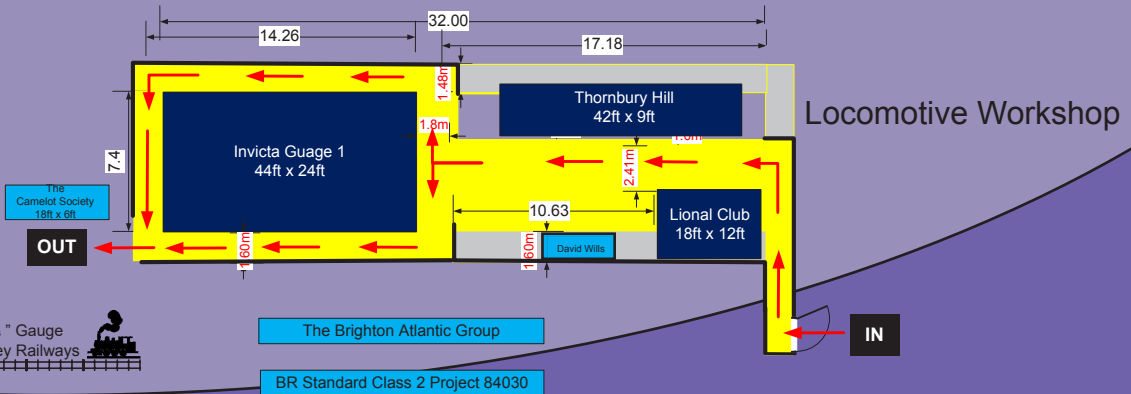 32.00
14.26
17.18
1.48m
Thornbury Hill
42ft x 9ft
Locomotive Workshop
1.8m
7.4
Invicta Guage 1
44ft x 24ft
2.41m
The
Camelot Society
18ft x 6ft
10.63
Lional Club
18ft x 12ft
OUT
1.60m
1.60m
David Wills
" Gauge
ey Railways
The Brighton Atlantic Group
IN
BR Standard Class 2 Project 84030